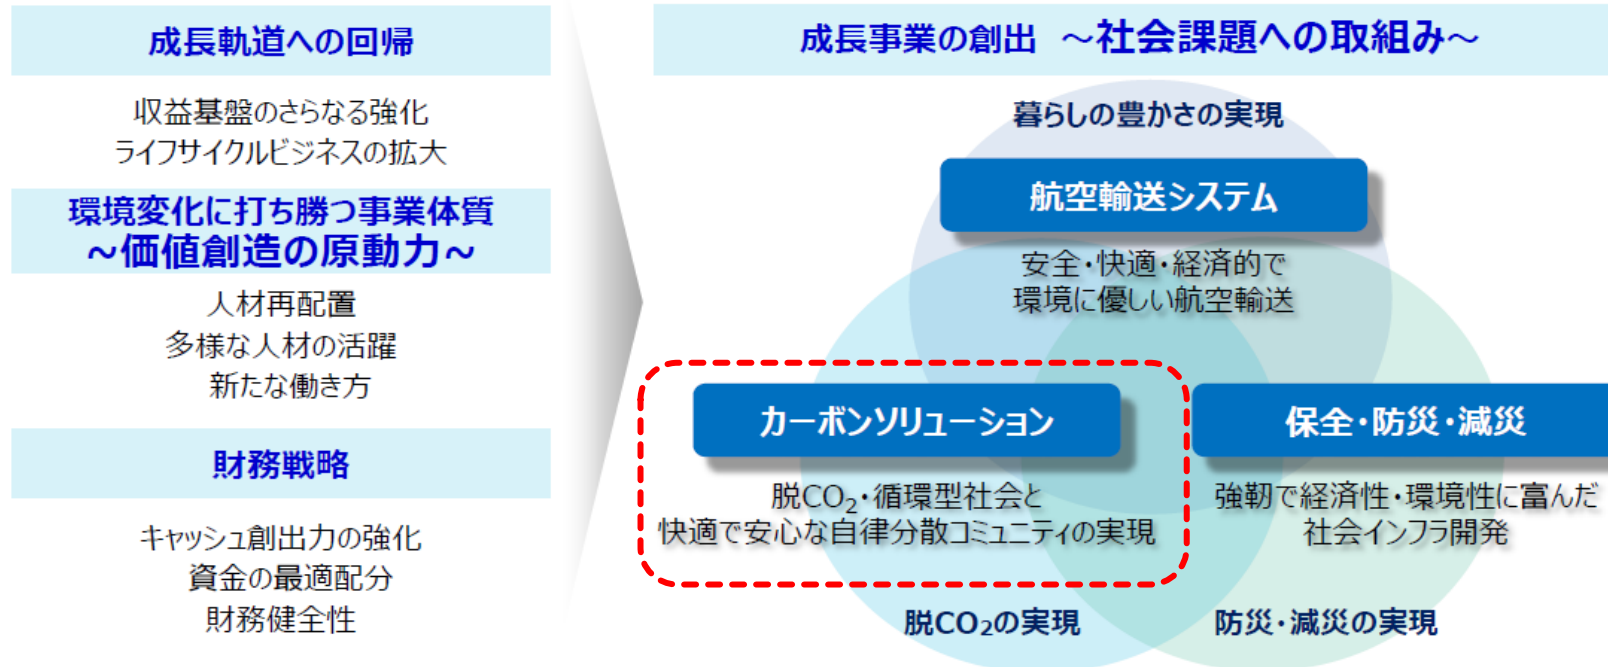 成長軌道への回帰
収益基盤のさらなる強化
ライフサイクルビジネスの拡大
環境変化に打ち勝つ事業体質
~価値創造の原動力~
人材再配置
多様な人材の活躍
新たな働き方
財務戦略
キャッシュ創出力の強化
資金の最適配分
財務健全性
成長事業の創出 ～社会課題への取組み～
暮らしの豊かさの実現
航空輸送システム
安全・快適・経済的で
環境に優しい航空輸送
カーボンソリューション
脱CO₂・循環型社会と
快適で安心な自律分散コミュニティの実現
保全・防災・減災
強靭で経済性・環境性に富んだ
社会インフラ開発
脱CO₂の実現
防災・減災の実現